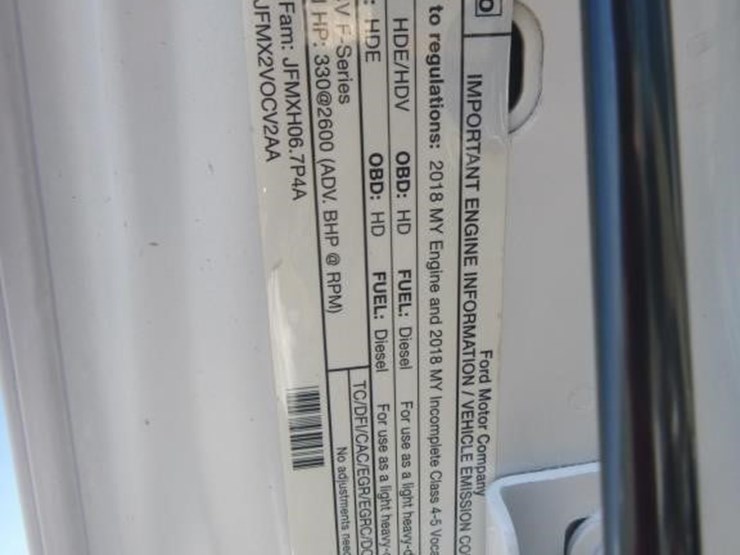 Ford Motor Company
IMPORTANT ENGINE INFORMATION / VEHICLE EMISSION CO
to regulations: 2018 MY Engine and 2018 MY Incomplete Class 4-5 Voca
HDE/HDV OBD: HD FUEL: Diesel For use as a light heavy-d
: HDE OBD: HD FUEL: Diesel For use as a light heavy-
V F-Series TC/DFI/CAC/EGR/EGRC/DO
HP: 330@2600 (ADV. BHP @ RPM) No adjustments need
Fam: JFMXH06.7P4A
JFMX2VOCV2AA